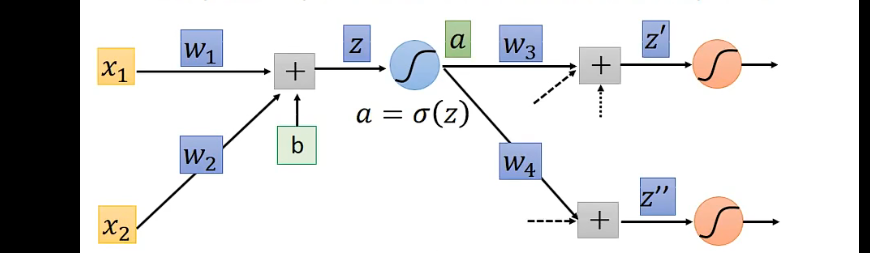 x₁ w₁ + z a w₃ + z′
a = σ(z)
b
w₂ w₄
x₂ + z′′